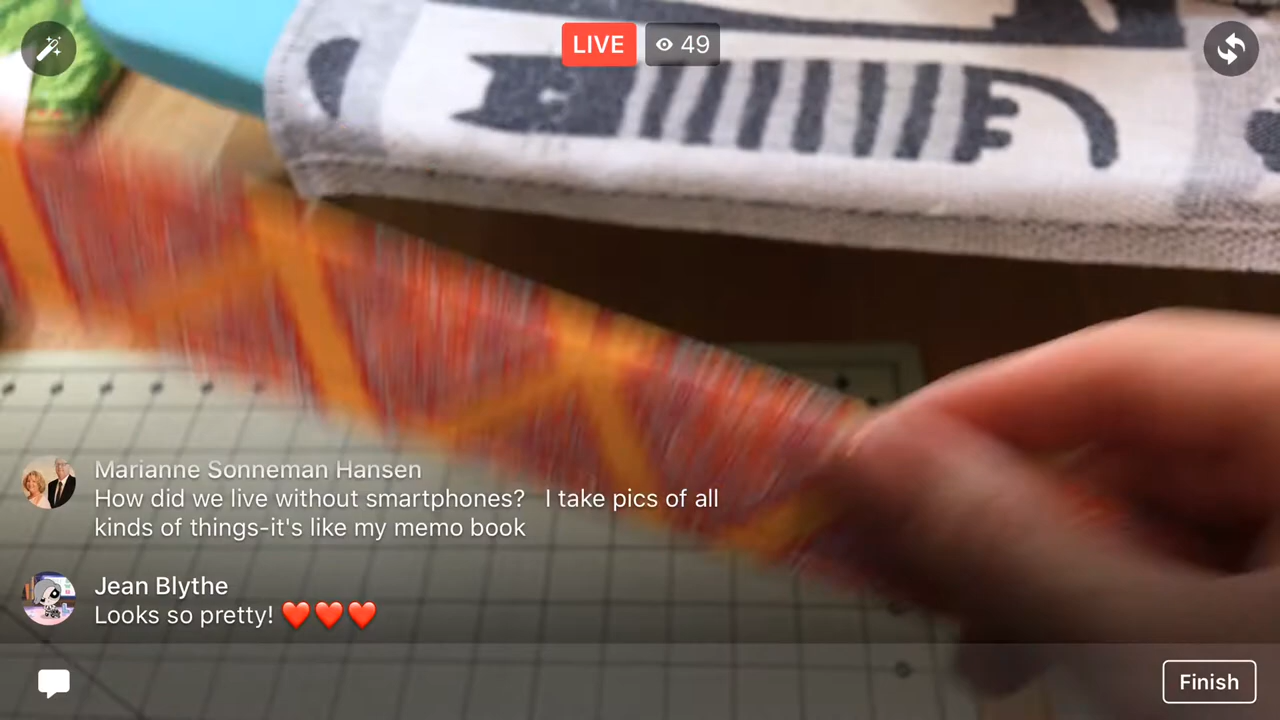 LIVE 49
Marianne Sonneman Hansen
How did we live without smartphones? I take pics of all
kinds of things-it's like my memo book
Jean Blythe
Looks so pretty! ❤️❤️❤️
Finish